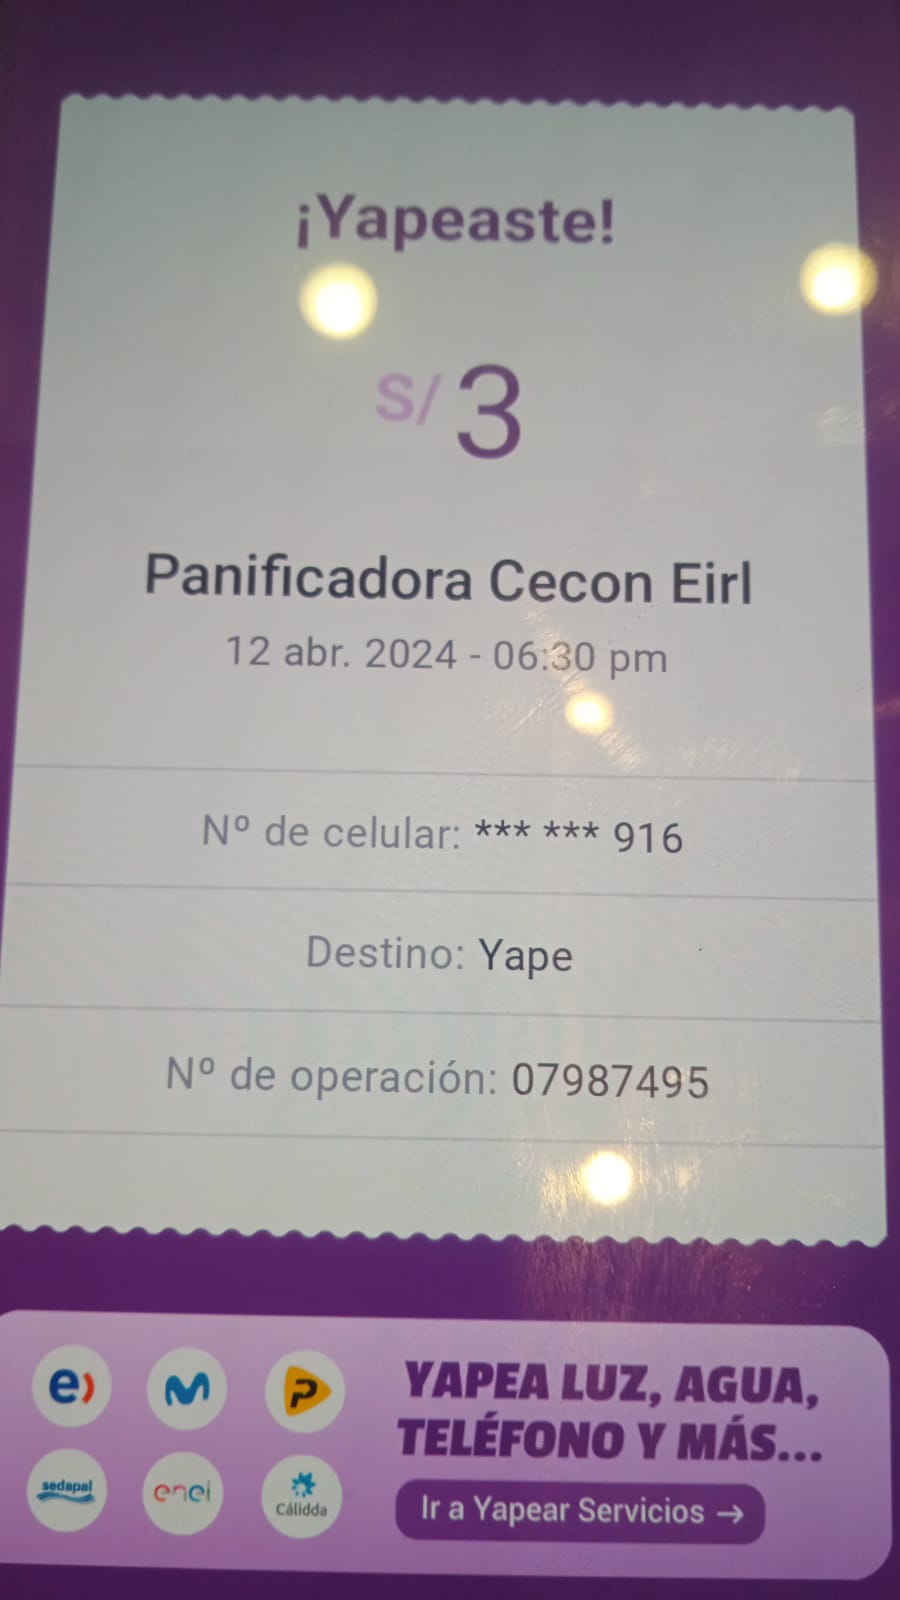 ¡Yapeaste!
S/ 3
Panificadora Cecon Eirl
12 abr. 2024 - 06:30 pm
Nº de celular: *** *** 916
Destino: Yape
Nº de operación: 07987495
e)
YAPEA LUZ, AGUA,
TELÉFONO Y MÁS...
sedapal
enel
Cálidda
Ir a Yapear Servicios →